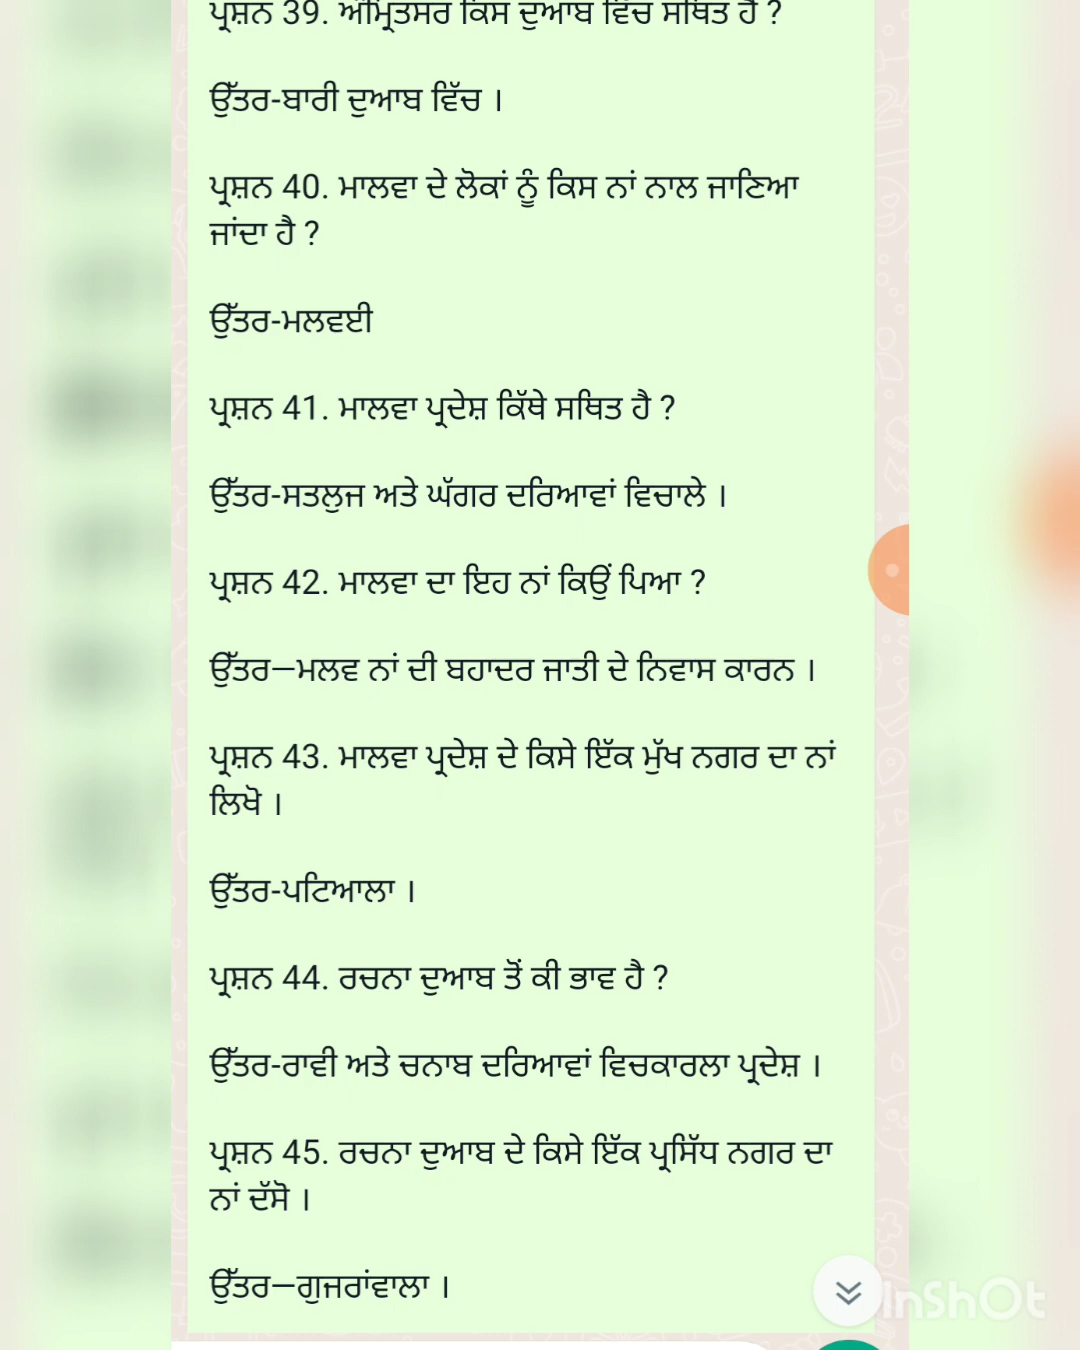 ਪ੍ਰਸ਼ਨ 39. ਅੰਮ੍ਰਿਤਸਰ ਕਿਸ ਦੁਆਬ ਵਿੱਚ ਸਥਿਤ ਹੈ ?
ਉੱਤਰ-ਬਾਰੀ ਦੁਆਬ ਵਿੱਚ ।
ਪ੍ਰਸ਼ਨ 40. ਮਾਲਵਾ ਦੇ ਲੋਕਾਂ ਨੂੰ ਕਿਸ ਨਾਂ ਨਾਲ ਜਾਣਿਆ
ਜਾਂਦਾ ਹੈ ?
ਉੱਤਰ-ਮਲਵਈ
ਪ੍ਰਸ਼ਨ 41. ਮਾਲਵਾ ਪ੍ਰਦੇਸ਼ ਕਿੱਥੇ ਸਥਿਤ ਹੈ ?
ਉੱਤਰ-ਸਤਲੁਜ ਅਤੇ ਘੱਗਰ ਦਰਿਆਵਾਂ ਵਿਚਾਲੇ ।
ਪ੍ਰਸ਼ਨ 42. ਮਾਲਵਾ ਦਾ ਇਹ ਨਾਂ ਕਿਉਂ ਪਿਆ ?
ਉੱਤਰ—ਮਲਵ ਨਾਂ ਦੀ ਬਹਾਦਰ ਜਾਤੀ ਦੇ ਨਿਵਾਸ ਕਾਰਨ ।
ਪ੍ਰਸ਼ਨ 43. ਮਾਲਵਾ ਪ੍ਰਦੇਸ਼ ਦੇ ਕਿਸੇ ਇੱਕ ਮੁੱਖ ਨਗਰ ਦਾ ਨਾਂ
ਲਿਖੋ ।
ਉੱਤਰ-ਪਟਿਆਲਾ ।
ਪ੍ਰਸ਼ਨ 44. ਰਚਨਾ ਦੁਆਬ ਤੋਂ ਕੀ ਭਾਵ ਹੈ ?
ਉੱਤਰ-ਰਾਵੀ ਅਤੇ ਚਨਾਬ ਦਰਿਆਵਾਂ ਵਿਚਕਾਰਲਾ ਪ੍ਰਦੇਸ਼ ।
ਪ੍ਰਸ਼ਨ 45. ਰਚਨਾ ਦੁਆਬ ਦੇ ਕਿਸੇ ਇੱਕ ਪ੍ਰਸਿੱਧ ਨਗਰ ਦਾ
ਨਾਂ ਦੱਸੋ ।
ਉੱਤਰ—ਗੁਜਰਾਂਵਾਲਾ ।
InShOt